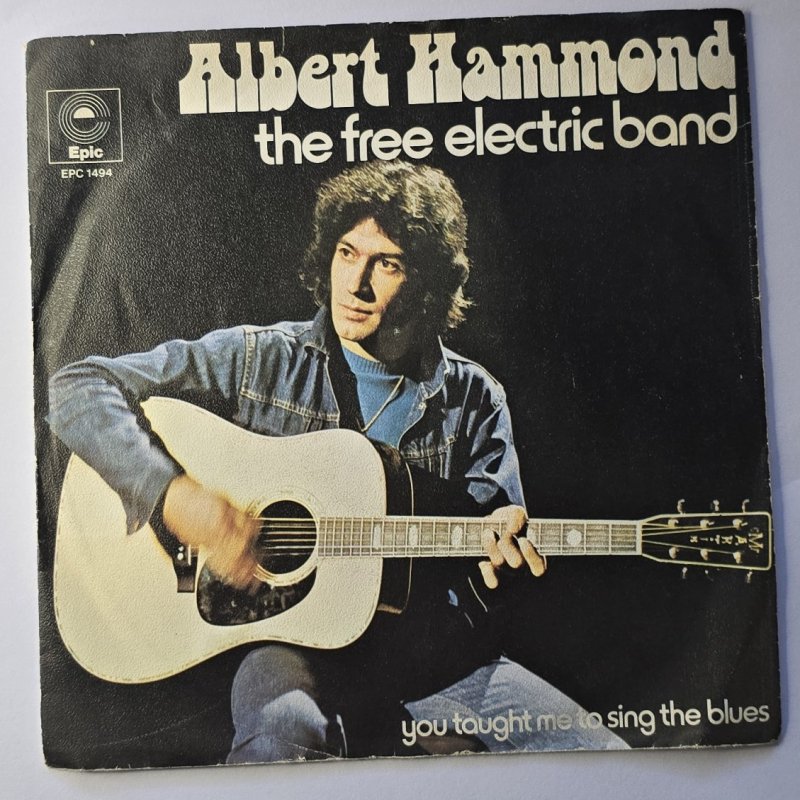 Albert Hammond
the free electric band
Epic
EPC 1494
MARTIN
you taught me to sing the blues